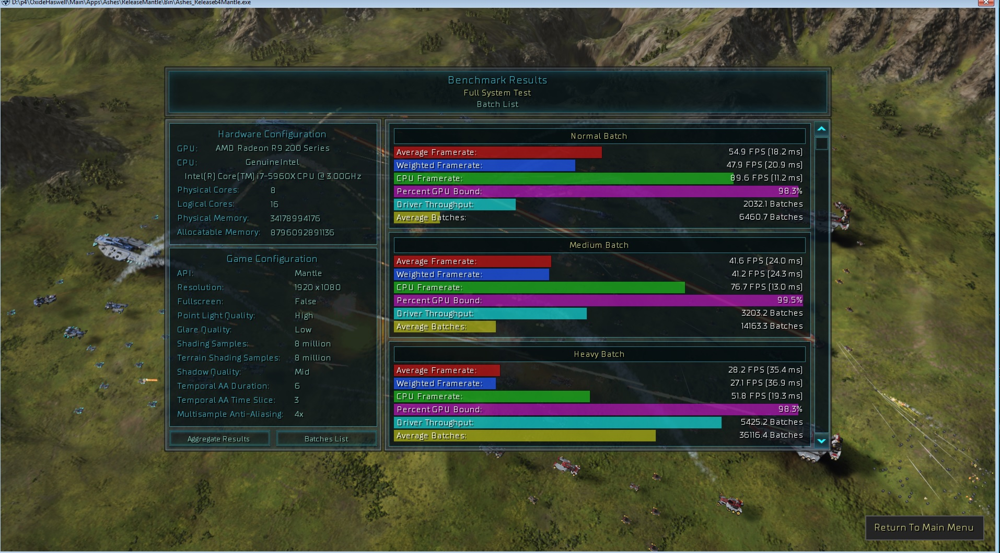 D:\p4\OxideHaswell\Main\Apps\Ashes\ReleaseMantle\Bin\Ashes_Release64Mantle.exe
Benchmark Results
Full System Test
Batch List
Hardware Configuration
GPU: AMD Radeon R9 200 Series
CPU: GenuineIntel
Intel(R) Core(TM) i7-5960X CPU @ 3.00GHz
Physical Cores: 8
Logical Cores: 16
Physical Memory: 34178994176
Allocatable Memory: 8796092891136
Game Configuration
API: Mantle
Resolution: 1920 x 1080
Fullscreen: False
Point Light Quality: High
Glare Quality: Low
Shading Samples: 8 million
Terrain Shading Samples: 8 million
Shadow Quality: Mid
Temporal AA Duration: 6
Temporal AA Time Slice: 3
Multisample Anti-Aliasing: 4x
Aggregate Results
Batches List
Normal Batch
Average Framerate: 54.9 FPS (18.2 ms)
Weighted Framerate: 47.9 FPS (20.9 ms)
CPU Framerate: 89.6 FPS (11.2 ms)
Percent GPU Bound: 98.3%
Driver Throughput: 2032.1 Batches
Average Batches: 6460.7 Batches
Medium Batch
Average Framerate: 41.6 FPS (24.0 ms)
Weighted Framerate: 41.2 FPS (24.3 ms)
CPU Framerate: 76.7 FPS (13.0 ms)
Percent GPU Bound: 99.5%
Driver Throughput: 3203.2 Batches
Average Batches: 14163.3 Batches
Heavy Batch
Average Framerate: 28.2 FPS (35.4 ms)
Weighted Framerate: 27.1 FPS (36.9 ms)
CPU Framerate: 51.8 FPS (19.3 ms)
Percent GPU Bound: 98.3%
Driver Throughput: 5425.2 Batches
Average Batches: 36116.4 Batches
Return To Main Menu